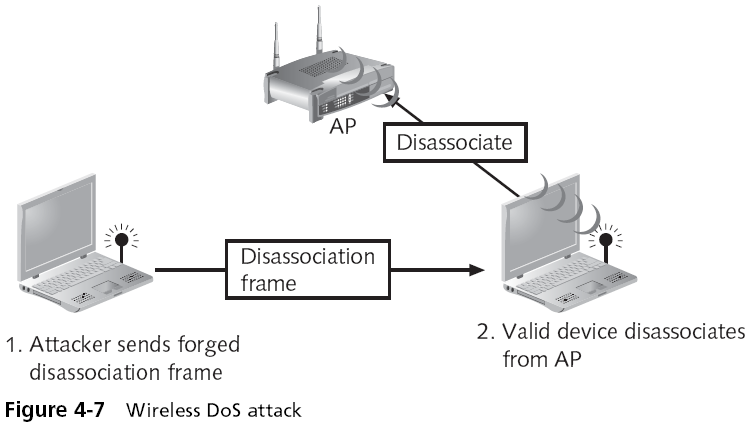 AP
Disassociate
Disassociation
frame
1. Attacker sends forged
disassociation frame
2. Valid device disassociates
from AP
Figure 4-7 Wireless DoS attack